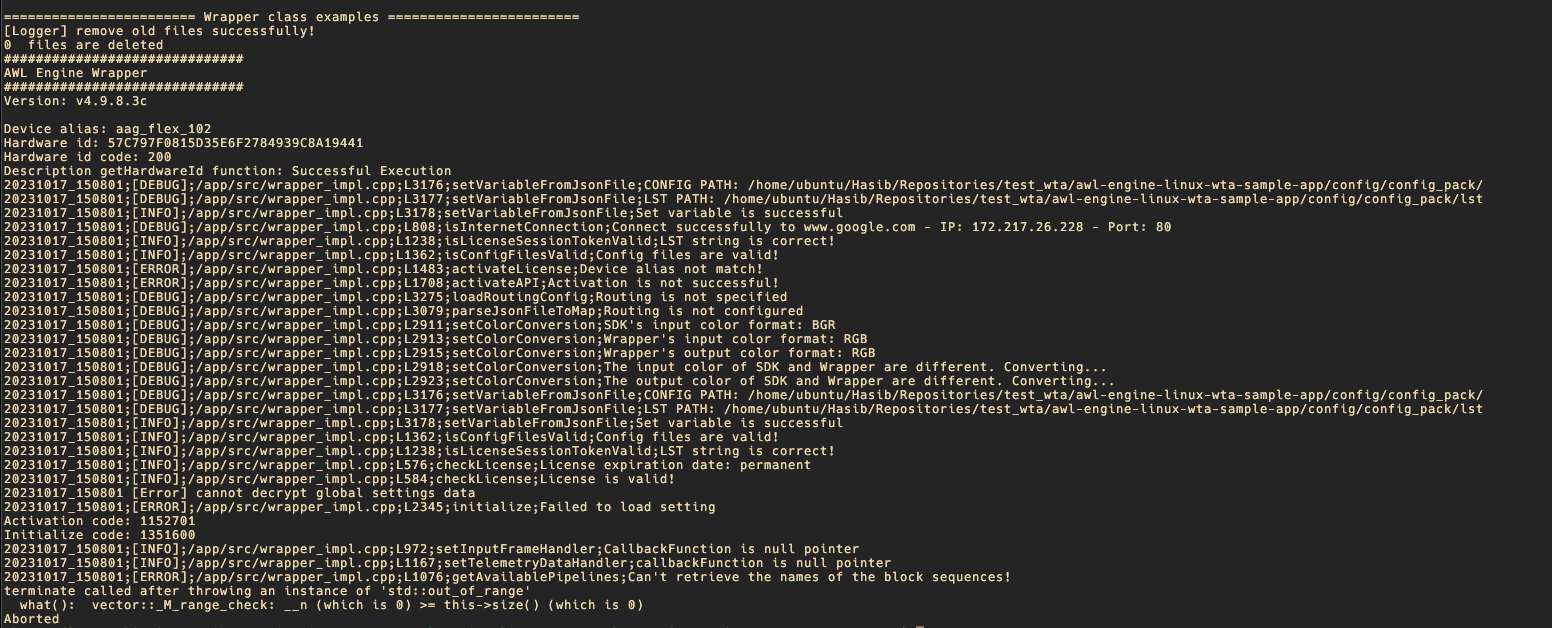 ======================== Wrapper class examples ========================
[Logger] remove old files successfully!
0  files are deleted
##############################
AWL Engine Wrapper
##############################
Version: v4.9.8.3c
Device alias: aag_flex_102
Hardware id: 57C797F0815D35E6F2784939C8A19441
Hardware id code: 200
Description getHardwareId function: Successful Execution
20231017_150801;[DEBUG];/app/src/wrapper_impl.cpp;L3176;setVariableFromJsonFile;CONFIG PATH: /home/ubuntu/Hasib/Repositories/test_wta/awl-engine-linux-wta-sample-app/config/config_pack/
20231017_150801;[DEBUG];/app/src/wrapper_impl.cpp;L3177;setVariableFromJsonFile;LST PATH: /home/ubuntu/Hasib/Repositories/test_wta/awl-engine-linux-wta-sample-app/config/config_pack/lst
20231017_150801;[INFO];/app/src/wrapper_impl.cpp;L3178;setVariableFromJsonFile;Set variable is successful
20231017_150801;[DEBUG];/app/src/wrapper_impl.cpp;L808;isInternetConnection;Connect successfully to www.google.com - IP: 172.217.26.228 - Port: 80
20231017_150801;[INFO];/app/src/wrapper_impl.cpp;L1238;isLicenseSessionTokenValid;LST string is correct!
20231017_150801;[INFO];/app/src/wrapper_impl.cpp;L1362;isConfigFilesValid;Config files are valid!
20231017_150801;[ERROR];/app/src/wrapper_impl.cpp;L1483;activateLicense;Device alias not match!
20231017_150801;[ERROR];/app/src/wrapper_impl.cpp;L1708;activateAPI;Activation is not successful!
20231017_150801;[DEBUG];/app/src/wrapper_impl.cpp;L3275;loadRoutingConfig;Routing is not specified
20231017_150801;[DEBUG];/app/src/wrapper_impl.cpp;L3079;parseJsonFileToMap;Routing is not configured
20231017_150801;[DEBUG];/app/src/wrapper_impl.cpp;L2911;setColorConversion;SDK's input color format: BGR
20231017_150801;[DEBUG];/app/src/wrapper_impl.cpp;L2913;setColorConversion;Wrapper's input color format: RGB
20231017_150801;[DEBUG];/app/src/wrapper_impl.cpp;L2915;setColorConversion;Wrapper's output color format: RGB
20231017_150801;[DEBUG];/app/src/wrapper_impl.cpp;L2918;setColorConversion;The input color of SDK and Wrapper are different. Converting...
20231017_150801;[DEBUG];/app/src/wrapper_impl.cpp;L2923;setColorConversion;The output color of SDK and Wrapper are different. Converting...
20231017_150801;[DEBUG];/app/src/wrapper_impl.cpp;L3176;setVariableFromJsonFile;CONFIG PATH: /home/ubuntu/Hasib/Repositories/test_wta/awl-engine-linux-wta-sample-app/config/config_pack/
20231017_150801;[DEBUG];/app/src/wrapper_impl.cpp;L3177;setVariableFromJsonFile;LST PATH: /home/ubuntu/Hasib/Repositories/test_wta/awl-engine-linux-wta-sample-app/config/config_pack/lst
20231017_150801;[INFO];/app/src/wrapper_impl.cpp;L3178;setVariableFromJsonFile;Set variable is successful
20231017_150801;[INFO];/app/src/wrapper_impl.cpp;L1362;isConfigFilesValid;Config files are valid!
20231017_150801;[INFO];/app/src/wrapper_impl.cpp;L1238;isLicenseSessionTokenValid;LST string is correct!
20231017_150801;[INFO];/app/src/wrapper_impl.cpp;L576;checkLicense;License expiration date: permanent
20231017_150801;[INFO];/app/src/wrapper_impl.cpp;L584;checkLicense;License is valid!
20231017_150801 [Error] cannot decrypt global settings data
20231017_150801;[ERROR];/app/src/wrapper_impl.cpp;L2345;initialize;Failed to load setting
Activation code: 1152701
Initialize code: 1351600
20231017_150801;[INFO];/app/src/wrapper_impl.cpp;L972;setInputFrameHandler;CallbackFunction is null pointer
20231017_150801;[INFO];/app/src/wrapper_impl.cpp;L1167;setTelemetryDataHandler;callbackFunction is null pointer
20231017_150801;[ERROR];/app/src/wrapper_impl.cpp;L1076;getAvailablePipelines;Can't retrieve the names of the block sequences!
terminate called after throwing an instance of 'std::out_of_range'
  what():  vector::_M_range_check: __n (which is 0) >= this->size() (which is 0)
Aborted